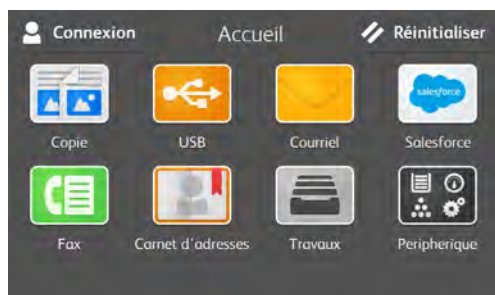 Connexion Accueil Réinitialiser
salesforce
Copie USB Courriel Salesforce
Fax Carnet d'adresses Travaux Peripherique